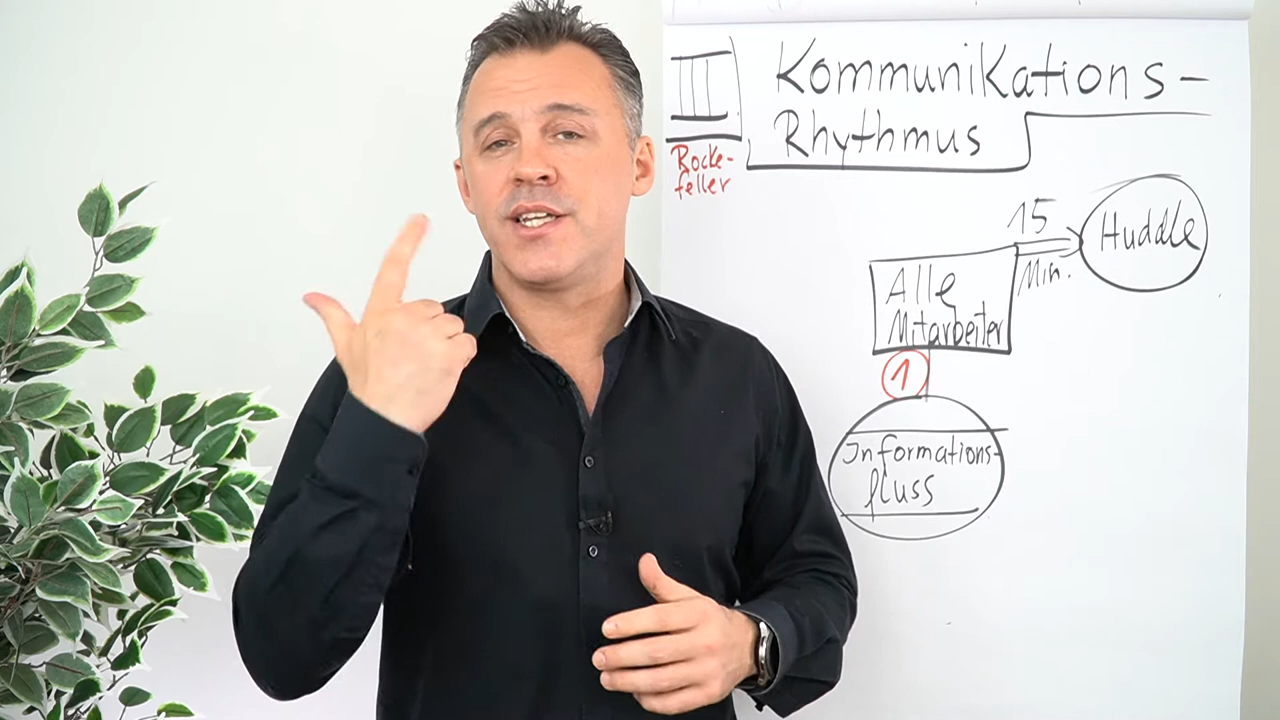 III
Kommunikations-
Rhythmus
Rocke-
feller
15
Min.
Huddle
Alle
Mitarbeiter
1
Informations-
fluss